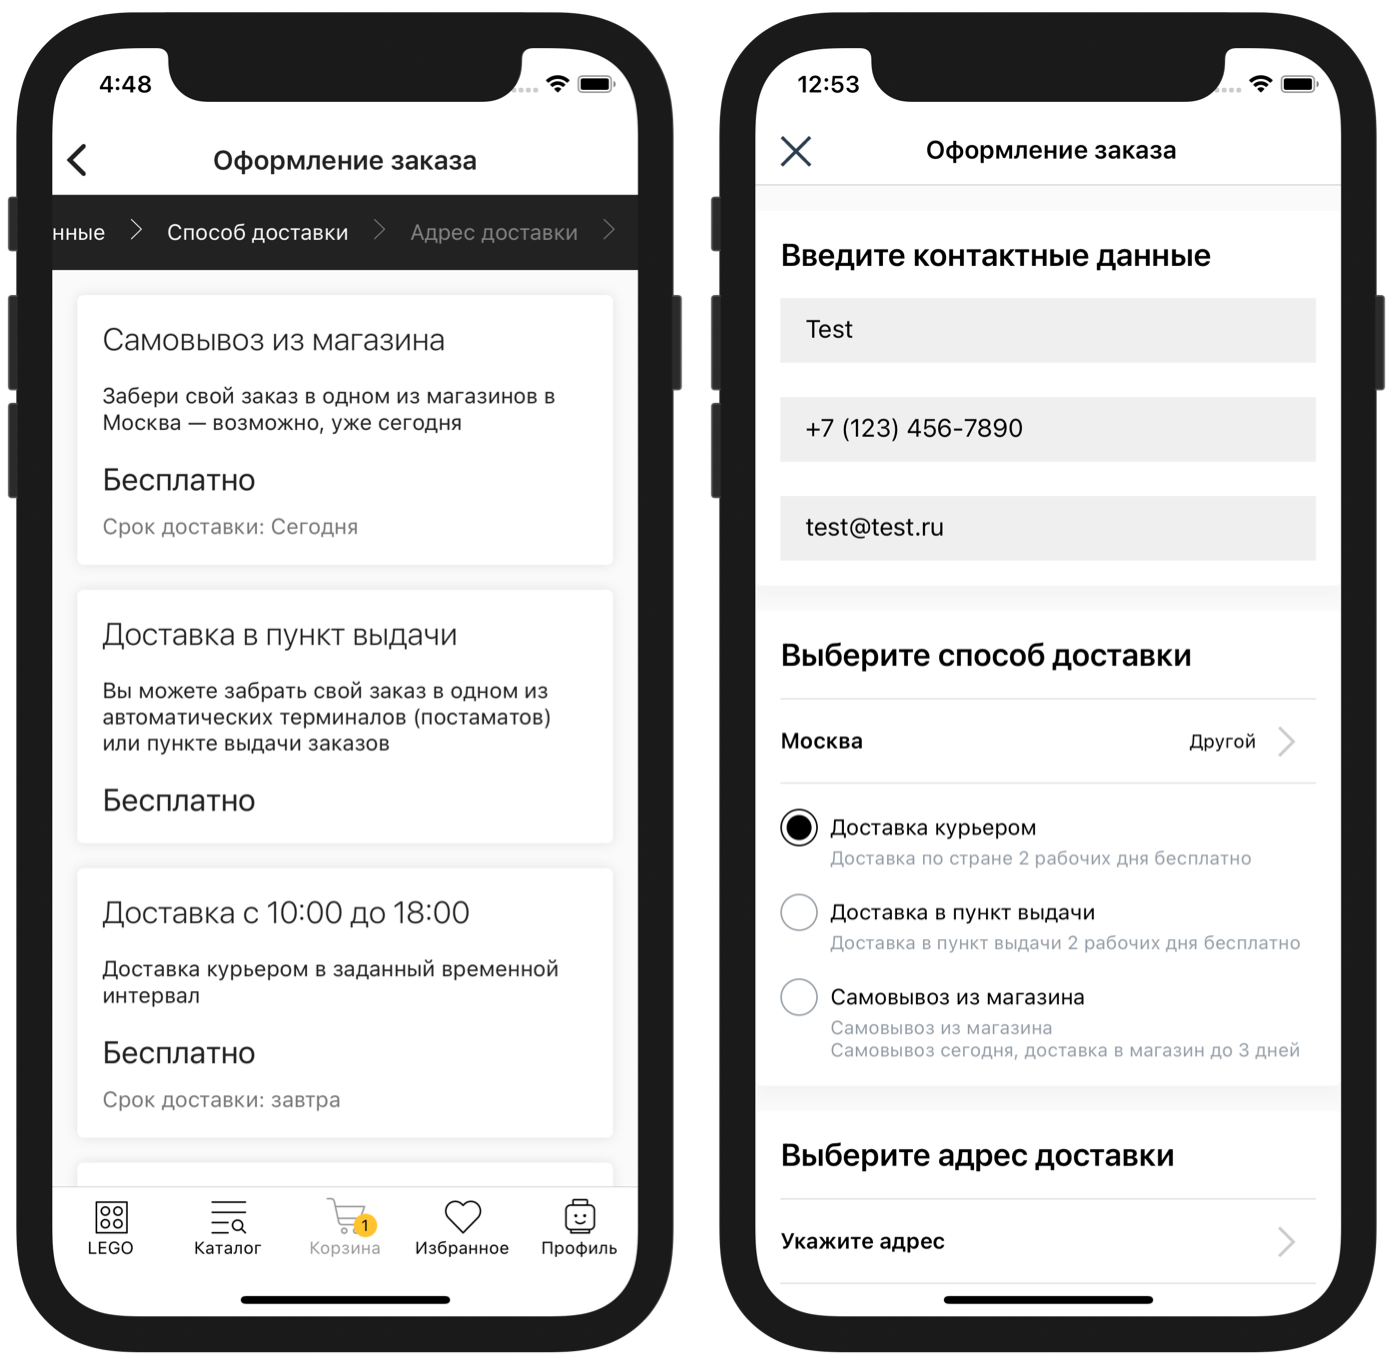 4:48
Оформление заказа
нные
Способ доставки
Адрес доставки
Самовывоз из магазина
Забери свой заказ в одном из магазинов в
Москва — возможно, уже сегодня
Бесплатно
Срок доставки: Сегодня
Доставка в пункт выдачи
Вы можете забрать свой заказ в одном из
автоматических терминалов (постаматов)
или пункте выдачи заказов
Бесплатно
Доставка с 10:00 до 18:00
Доставка курьером в заданный временной
интервал
Бесплатно
Срок доставки: завтра
LEGO
Каталог
1
Корзина
Избранное
Профиль
12:53
Оформление заказа
Введите контактные данные
Test
+7 (123) 456-7890
test@test.ru
Выберите способ доставки
Москва
Другой
Доставка курьером
Доставка по стране 2 рабочих дня бесплатно
Доставка в пункт выдачи
Доставка в пункт выдачи 2 рабочих дня бесплатно
Самовывоз из магазина
Самовывоз из магазина
Самовывоз сегодня, доставка в магазин до 3 дней
Выберите адрес доставки
Укажите адрес